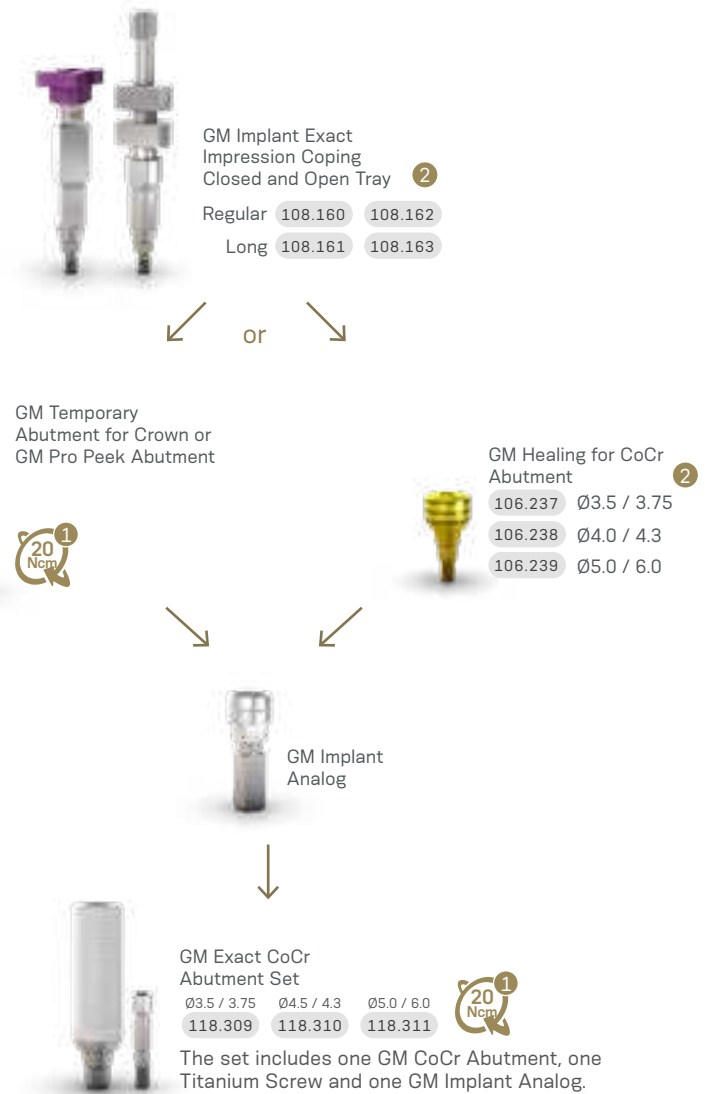 GM Implant Exact
Impression Coping
Closed and Open Tray 2
Regular 108.160 108.162
Long 108.161 108.163
or
GM Temporary
Abutment for Crown or
GM Pro Peek Abutment
20
Ncm
1
GM Healing for CoCr
Abutment 2
106.237 Ø3.5 / 3.75
106.238 Ø4.0 / 4.3
106.239 Ø5.0 / 6.0
GM Implant
Analog
GM Exact CoCr
Abutment Set
Ø3.5 / 3.75 Ø4.5 / 4.3 Ø5.0 / 6.0
118.309 118.310 118.311
20
Ncm
1
The set includes one GM CoCr Abutment, one
Titanium Screw and one GM Implant Analog.